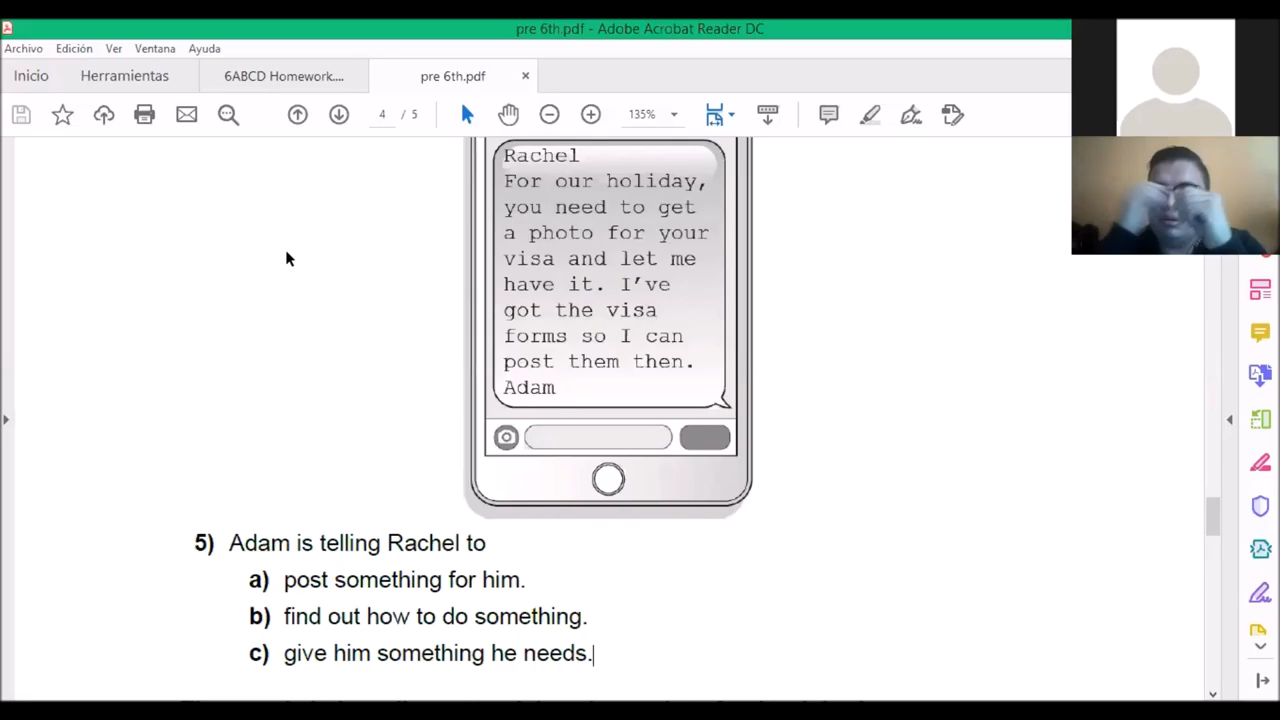 pre 6th.pdf - Adobe Acrobat Reader DC
Archivo Edición Ver Ventana Ayuda
Inicio Herramientas 6ABCD Homework.... pre 6th.pdf ×
4 / 5 135%
Rachel
For our holiday,
you need to get
a photo for your
visa and let me
have it. I've
got the visa
forms so I can
post them then.
Adam
5) Adam is telling Rachel to
a) post something for him.
b) find out how to do something.
c) give him something he needs.